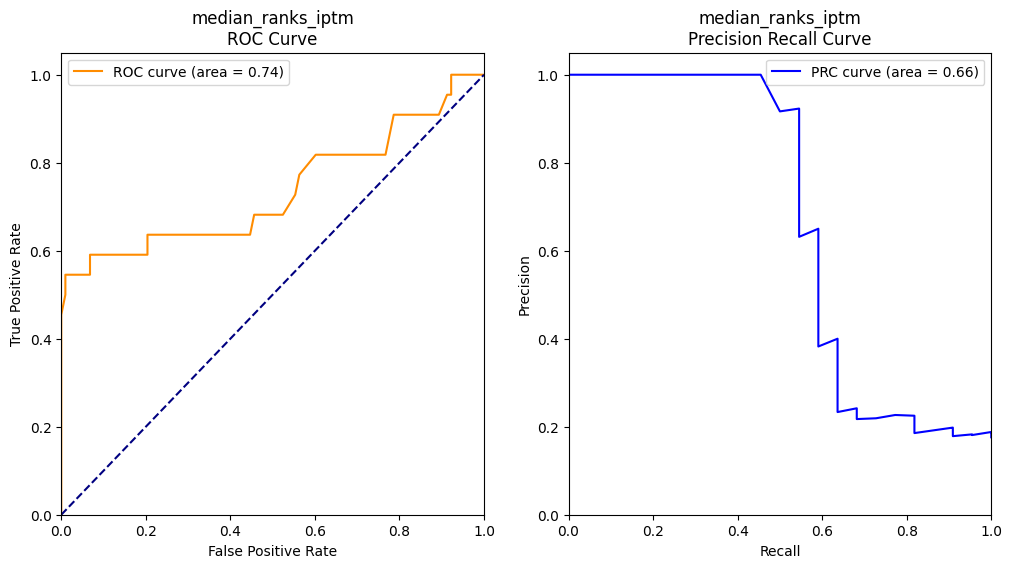 median_ranks_iptm
ROC Curve
ROC curve (area = 0.74)
True Positive Rate
1.0
0.8
0.6
0.4
0.2
0.0
0.0 0.2 0.4 0.6 0.8 1.0
False Positive Rate
median_ranks_iptm
Precision Recall Curve
PRC curve (area = 0.66)
Precision
1.0
0.8
0.6
0.4
0.2
0.0
0.0 0.2 0.4 0.6 0.8 1.0
Recall